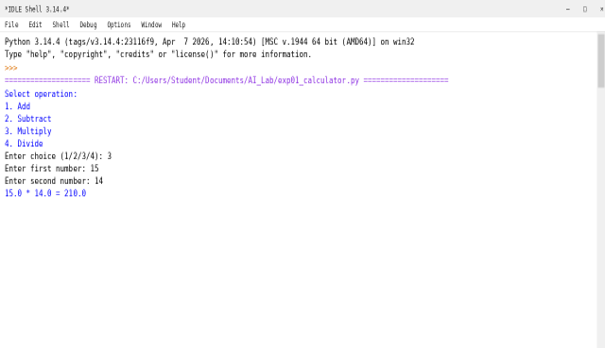 *IDLE Shell 3.14.4*
File Edit Shell Debug Options Window Help
Python 3.14.4 (tags/v3.14.4:23116f9, Apr  7 2026, 14:10:54) [MSC v.1944 64 bit (AMD64)] on win32
Type "help", "copyright", "credits" or "license()" for more information.
>>>
==================== RESTART: C:/Users/Student/Documents/AI_Lab/exp01_calculator.py ====================
Select operation:
1. Add
2. Subtract
3. Multiply
4. Divide
Enter choice (1/2/3/4): 3
Enter first number: 15
Enter second number: 14
15.0 * 14.0 = 210.0